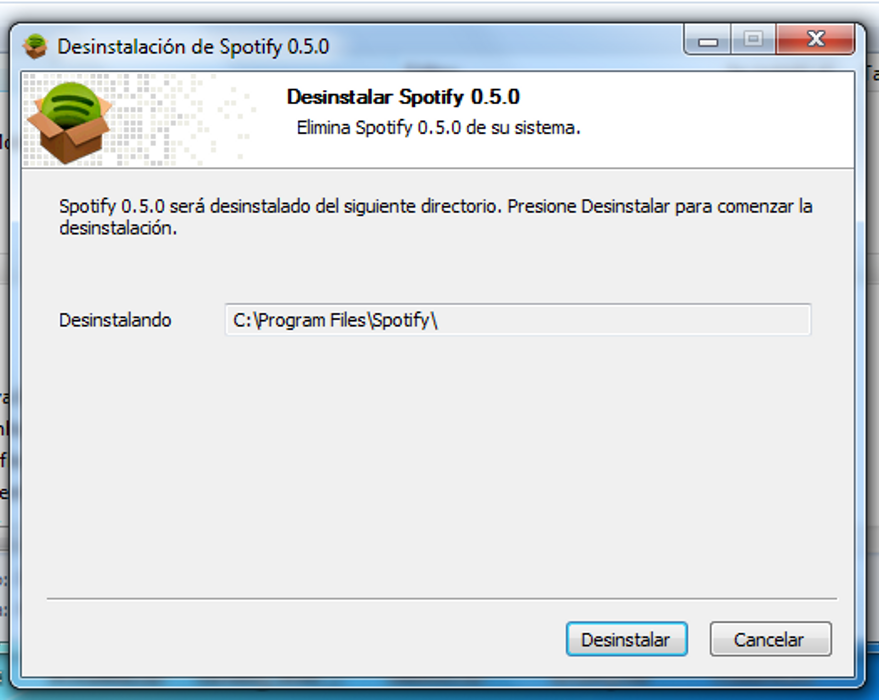 Desinstalación de Spotify 0.5.0
Desinstalar Spotify 0.5.0
Elimina Spotify 0.5.0 de su sistema.
Spotify 0.5.0 será desinstalado del siguiente directorio. Presione Desinstalar para comenzar la
desinstalación.
Desinstalando C:\Program Files\Spotify\
Desinstalar Cancelar